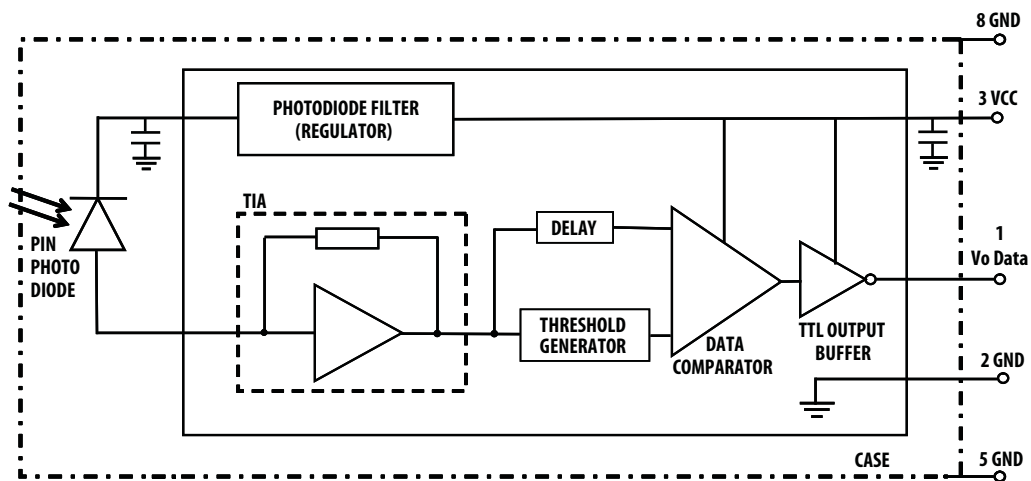 8 GND
PHOTODIODE FILTER
(REGULATOR)
3 VCC
TIA
DELAY
PIN
PHOTO
DIODE
1
Vo Data
THRESHOLD
GENERATOR
DATA
COMPARATOR
TTL OUTPUT
BUFFER
2 GND
CASE
5 GND